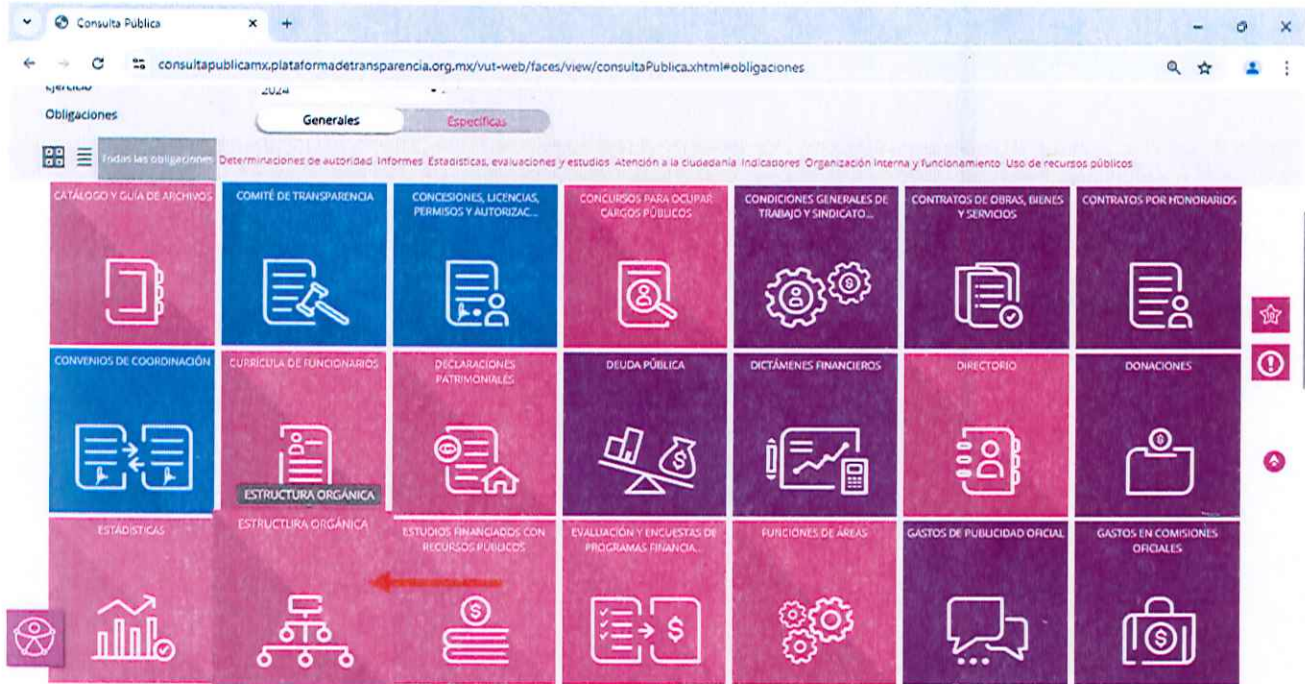 Consulta Publica
consultapublicamx.plataformadetransparencia.org.mx/vut-web/faces/view/consultaPublica.xhtml#obligaciones
Ejercicio 2024
Obligaciones Generales Específicas
Todas las obligaciones Determinaciones de autoridad Informes Estadísticas, evaluaciones y estudios Atención a la ciudadanía Indicadores Organización interna y funcionamiento Uso de recursos públicos
CATÁLOGO Y GUÍA DE ARCHIVOS
COMITÉ DE TRANSPARENCIA
CONCESIONES, LICENCIAS,
PERMISOS Y AUTORIZAC...
CONCURSOS PARA OCUPAR
CARGOS PÚBLICOS
CONDICIONES GENERALES DE
TRABAJO Y SINDICATO...
CONTRATOS DE OBRAS, BIENES
Y SERVICIOS
CONTRATOS POR HONORARIOS
CONVENIOS DE COORDINACIÓN
CURRÍCULA DE FUNCIONARIOS
DECLARACIONES
PATRIMONIALES
DEUDA PÚBLICA
DICTÁMENES FINANCIEROS
DIRECTORIO
DONACIONES
ESTRUCTURA ORGÁNICA
ESTADÍSTICAS
ESTRUCTURA ORGÁNICA
ESTUDIOS FINANCIADOS CON
RECURSOS PÚBLICOS
EVALUACIÓN Y ENCUESTAS DE
PROGRAMAS FINANCIA...
FUNCIONES DE ÁREAS
GASTOS DE PUBLICIDAD OFICIAL
GASTOS EN COMISIONES
OFICIALES